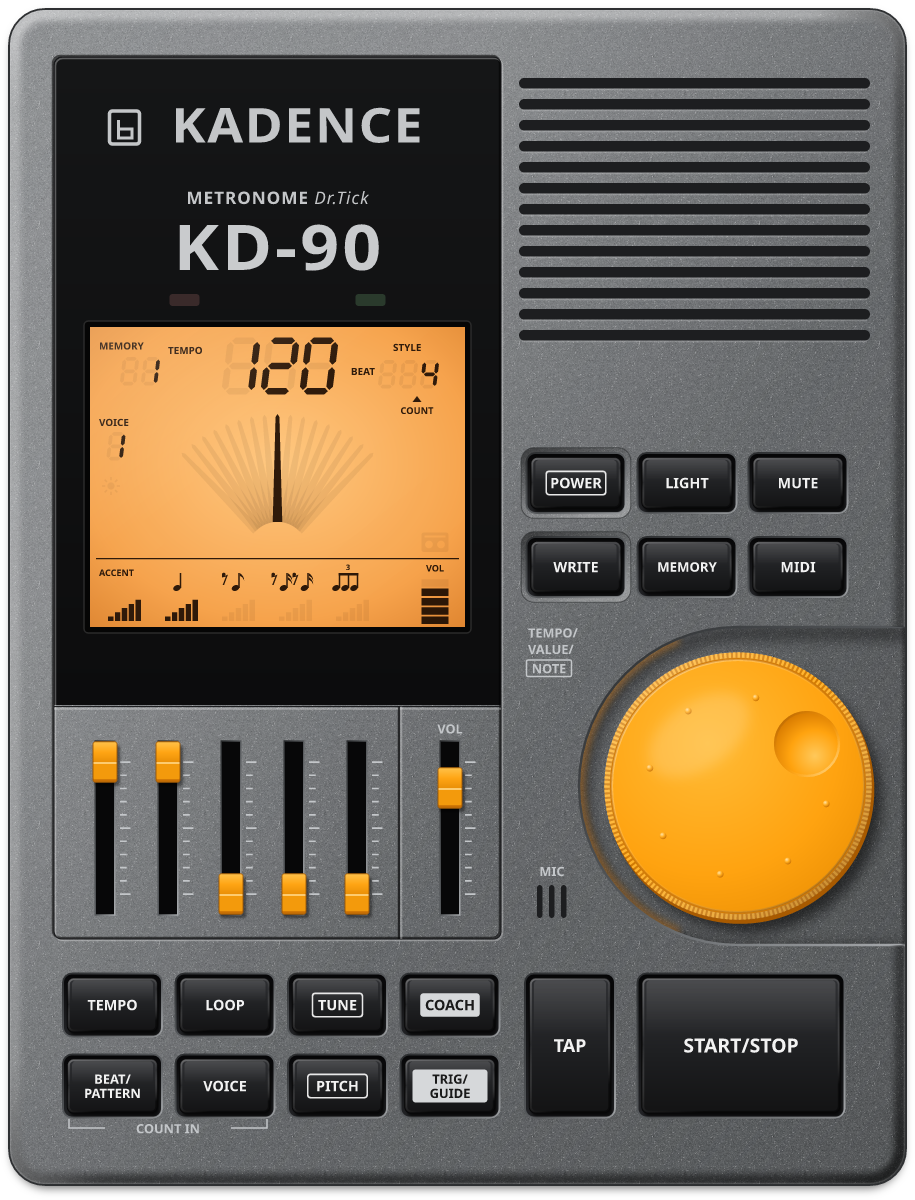 KADENCE
METRONOME Dr.Tick
KD-90
MEMORY
1
TEMPO
120
BEAT
STYLE
4
COUNT
VOICE
1
ACCENT
3
VOL
POWER
LIGHT
MUTE
WRITE
MEMORY
MIDI
TEMPO/
VALUE/
NOTE
VOL
MIC
TEMPO
LOOP
TUNE
COACH
TAP
START/STOP
BEAT/
PATTERN
VOICE
PITCH
TRIG/
GUIDE
COUNT IN